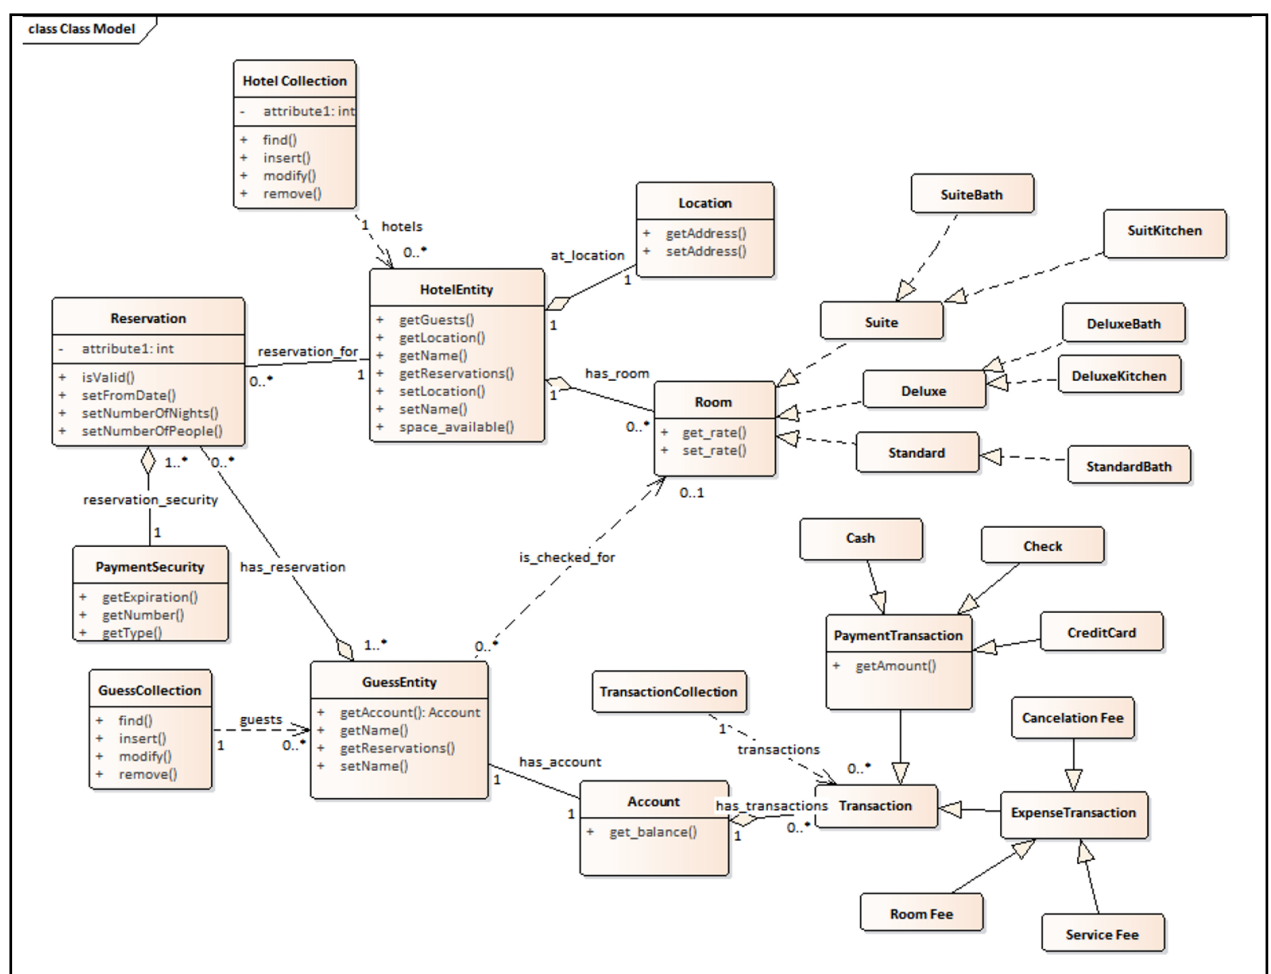 class Class Model
Hotel Collection
- attribute1: int
+ find()
+ insert()
+ modify()
+ remove()
1 hotels
0..*
Location
+ getAddress()
+ setAddress()
at_location
1
1
SuiteBath
SuitKitchen
Suite
DeluxeBath
DeluxeKitchen
Deluxe
Standard
StandardBath
HotelEntity
+ getGuests()
+ getLocation()
+ getName()
+ getReservations()
+ setLocation()
+ setName()
+ space_available()
Reservation
- attribute1: int
+ isValid()
+ setFromDate()
+ setNumberOfNights()
+ setNumberOfPeople()
reservation_for
0..*
1
has_room
1
0..*
Room
+ get_rate()
+ set_rate()
0..1
1..*
0..*
reservation_security
1
PaymentSecurity
+ getExpiration()
+ getNumber()
+ getType()
has_reservation
1..*
is_checked_for
0..*
Cash
Check
PaymentTransaction
+ getAmount()
CreditCard
GuessCollection
+ find()
+ insert()
+ modify()
+ remove()
guests
1
0..*
GuessEntity
+ getAccount(): Account
+ getName()
+ getReservations()
+ setName()
TransactionCollection
1
transactions
0..*
Cancelation Fee
has_account
1
1
Account
+ get_balance()
has_transactions
1
0..*
Transaction
ExpenseTransaction
Room Fee
Service Fee